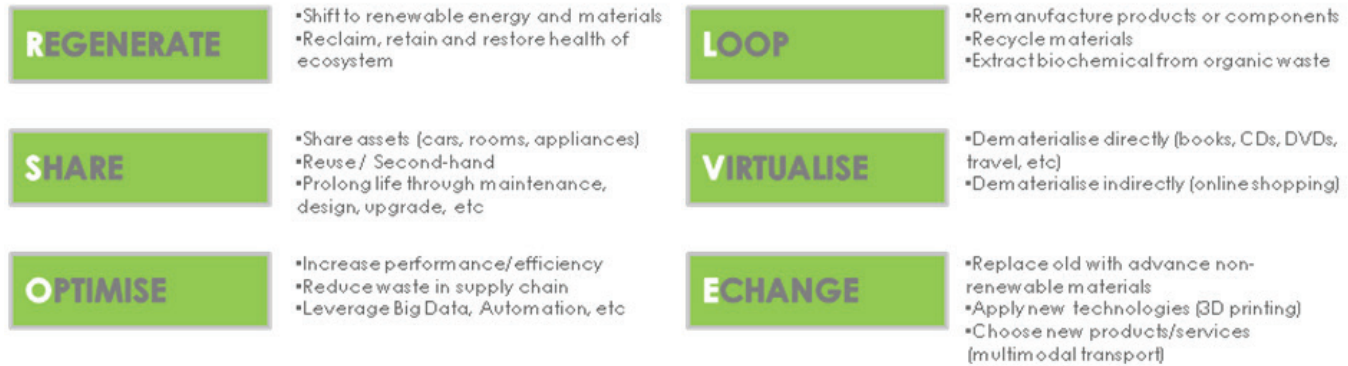 REGENERATE
▪Shift to renewable energy and materials
▪Reclaim, retain and restore health of
ecosystem
LOOP
▪Remanufacture products or components
▪Recycle materials
▪Extract biochemical from organic waste
SHARE
▪Share assets (cars, rooms, appliances)
▪Reuse / Second-hand
▪Prolong life through maintenance,
design, upgrade, etc
VIRTUALISE
▪Dematerialise directly (books, CDs, DVDs,
travel, etc)
▪Dematerialise indirectly (online shopping)
OPTIMISE
▪Increase performance/efficiency
▪Reduce waste in supply chain
▪Leverage Big Data, Automation, etc
ECHANGE
▪Replace old with advance non-
renewable materials
▪Apply new technologies (3D printing)
▪Choose new products/services
(multimodal transport)